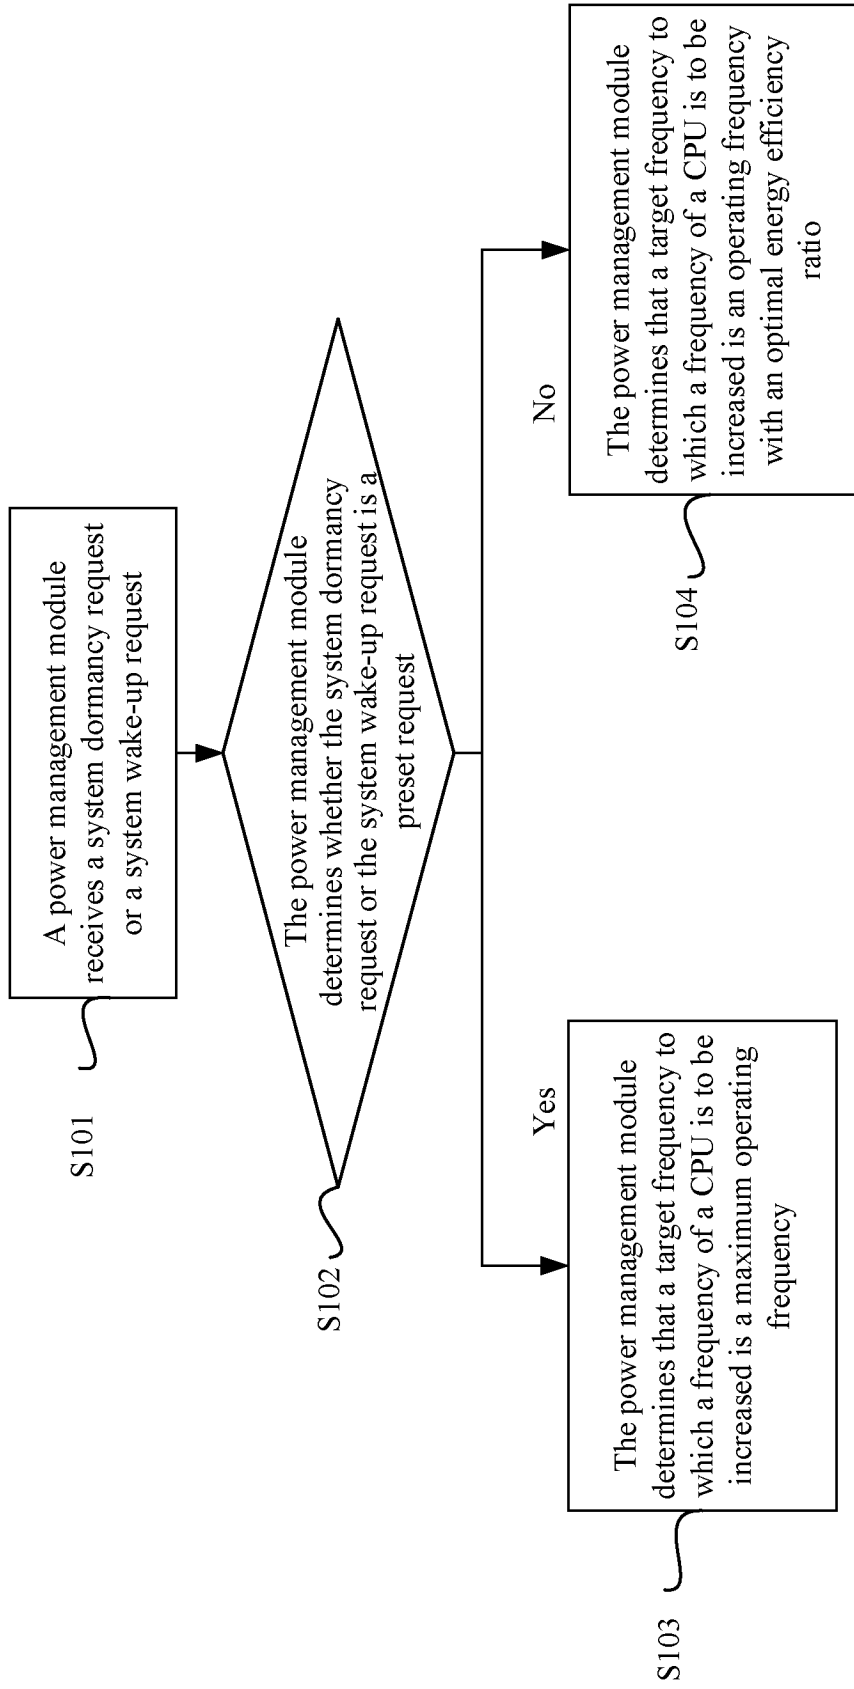 S101
A power management module
receives a system dormancy request
or a system wake-up request
S102
The power management module
determines whether the system dormancy
request or the system wake-up request is a
preset request
Yes
No
S103
The power management module
determines that a target frequency to
which a frequency of a CPU is to be
increased is a maximum operating
frequency
S104
The power management module
determines that a target frequency to
which a frequency of a CPU is to be
increased is an operating frequency
with an optimal energy efficiency
ratio